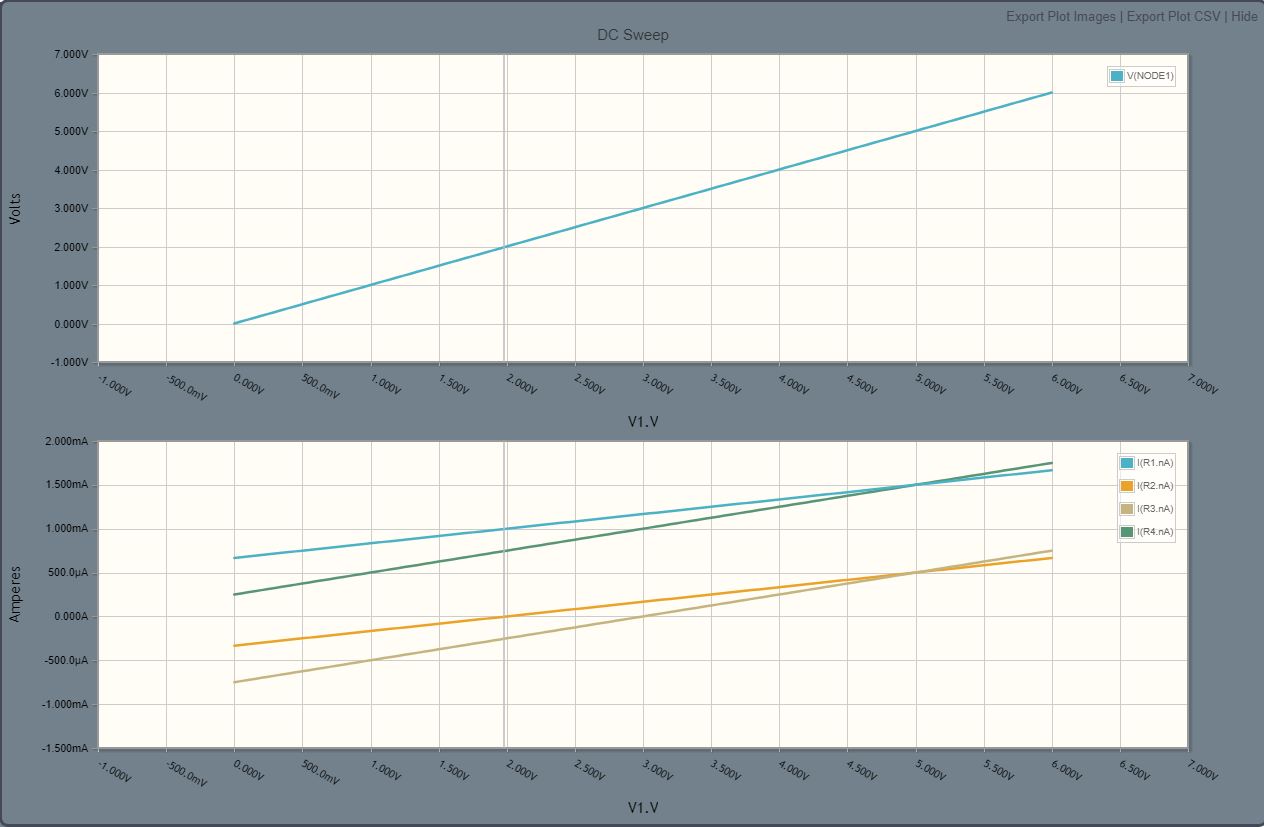 Export Plot Images | Export Plot CSV | Hide
DC Sweep
7.000V
6.000V
5.000V
4.000V
3.000V
2.000V
1.000V
0.000V
-1.000V
Volts
V(NODE1)
-1.000V -500.0mV 0.000V 500.0mV 1.000V 1.500V 2.000V 2.500V 3.000V 3.500V 4.000V 4.500V 5.000V 5.500V 6.000V 6.500V 7.000V
V1.V
2.000mA
1.500mA
1.000mA
500.0µA
0.000A
-500.0µA
-1.000mA
-1.500mA
Amperes
I(R1.nA)
I(R2.nA)
I(R3.nA)
I(R4.nA)
-1.000V -500.0mV 0.000V 500.0mV 1.000V 1.500V 2.000V 2.500V 3.000V 3.500V 4.000V 4.500V 5.000V 5.500V 6.000V 6.500V 7.000V
V1.V